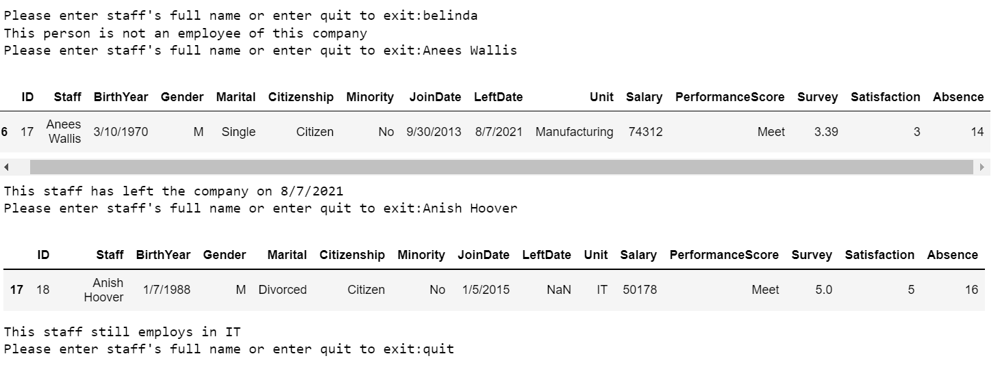 Please enter staff's full name or enter quit to exit:belinda
This person is not an employee of this company
Please enter staff's full name or enter quit to exit:Anees Wallis
ID Staff BirthYear Gender Marital Citizenship Minority JoinDate LeftDate Unit Salary PerformanceScore Survey Satisfaction Absence
6 17 Anees Wallis 3/10/1970 M Single Citizen No 9/30/2013 8/7/2021 Manufacturing 74312 Meet 3.39 3 14
This staff has left the company on 8/7/2021
Please enter staff's full name or enter quit to exit:Anish Hoover
ID Staff BirthYear Gender Marital Citizenship Minority JoinDate LeftDate Unit Salary PerformanceScore Survey Satisfaction Absence
17 18 Anish Hoover 1/7/1988 M Divorced Citizen No 1/5/2015 NaN IT 50178 Meet 5.0 5 16
This staff still employs in IT
Please enter staff's full name or enter quit to exit:quit